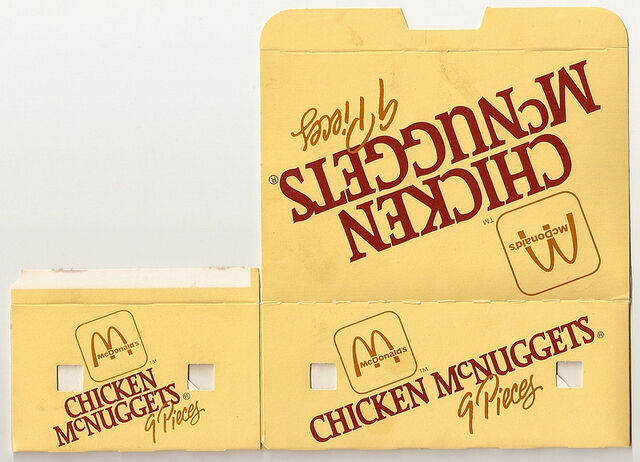 CHICKEN
McNUGGETS®
9 Pieces
McDonald's
™
McDonald's
™
CHICKEN
McNUGGETS®
9 Pieces
McDonald's
™
CHICKEN McNUGGETS®
9 Pieces